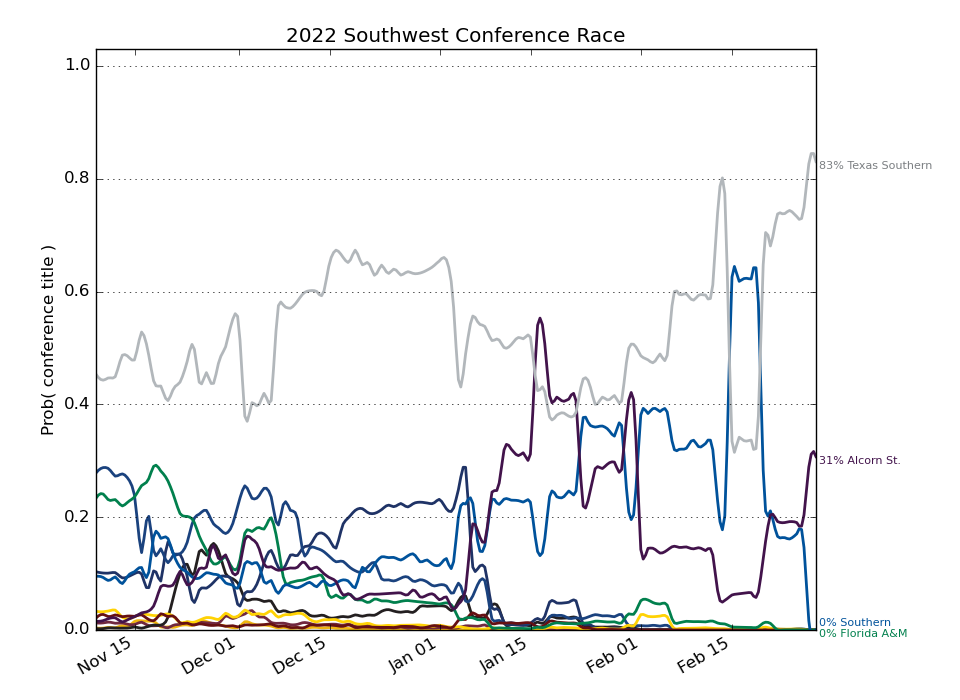 2022 Southwest Conference Race
Prob( conference title )
1.0
0.8
0.6
0.4
0.2
0.0
Nov 15
Dec 01
Dec 15
Jan 01
Jan 15
Feb 01
Feb 15
83% Texas Southern
31% Alcorn St.
0% Southern
0% Florida A&M